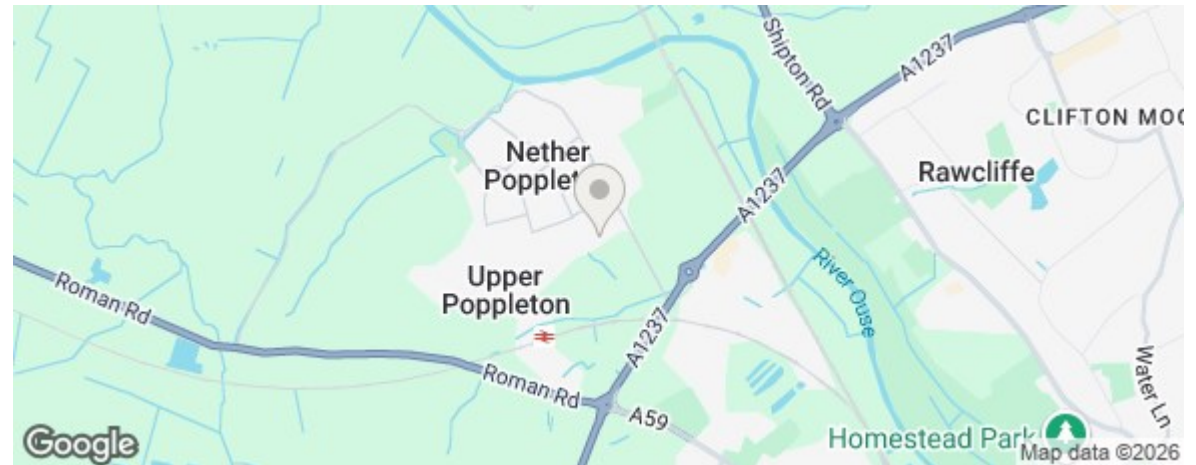 Shipton Rd
A1237
CLIFTON MOO
Nether
Popplet
Rawcliffe
A1237
River Ouse
Upper
Poppleton
Roman Rd
A1237
Roman Rd
A59
Water Ln
Homestead Park
Google
Map data ©2026